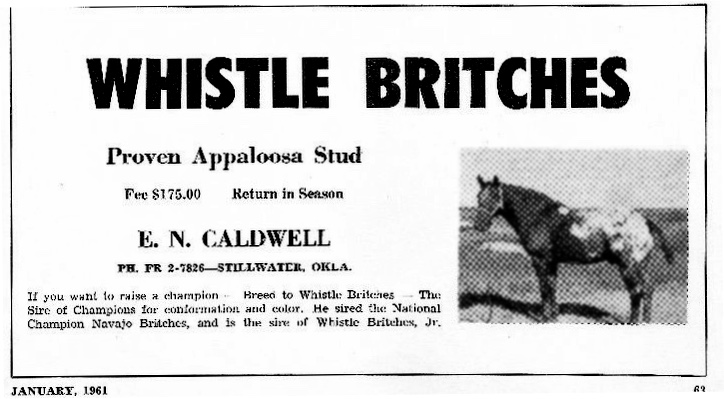 WHISTLE BRITCHES
Proven Appaloosa Stud
Fee $175.00 Return in Season
E. N. CALDWELL
PH. FR 2-7826—STILLWATER, OKLA.
If you want to raise a champion — Breed to Whistle Britches — The
Sire of Champions for conformation and color. He sired the National
Champion Navajo Britches, and is the sire of Whistle Britches, Jr.
JANUARY, 1961